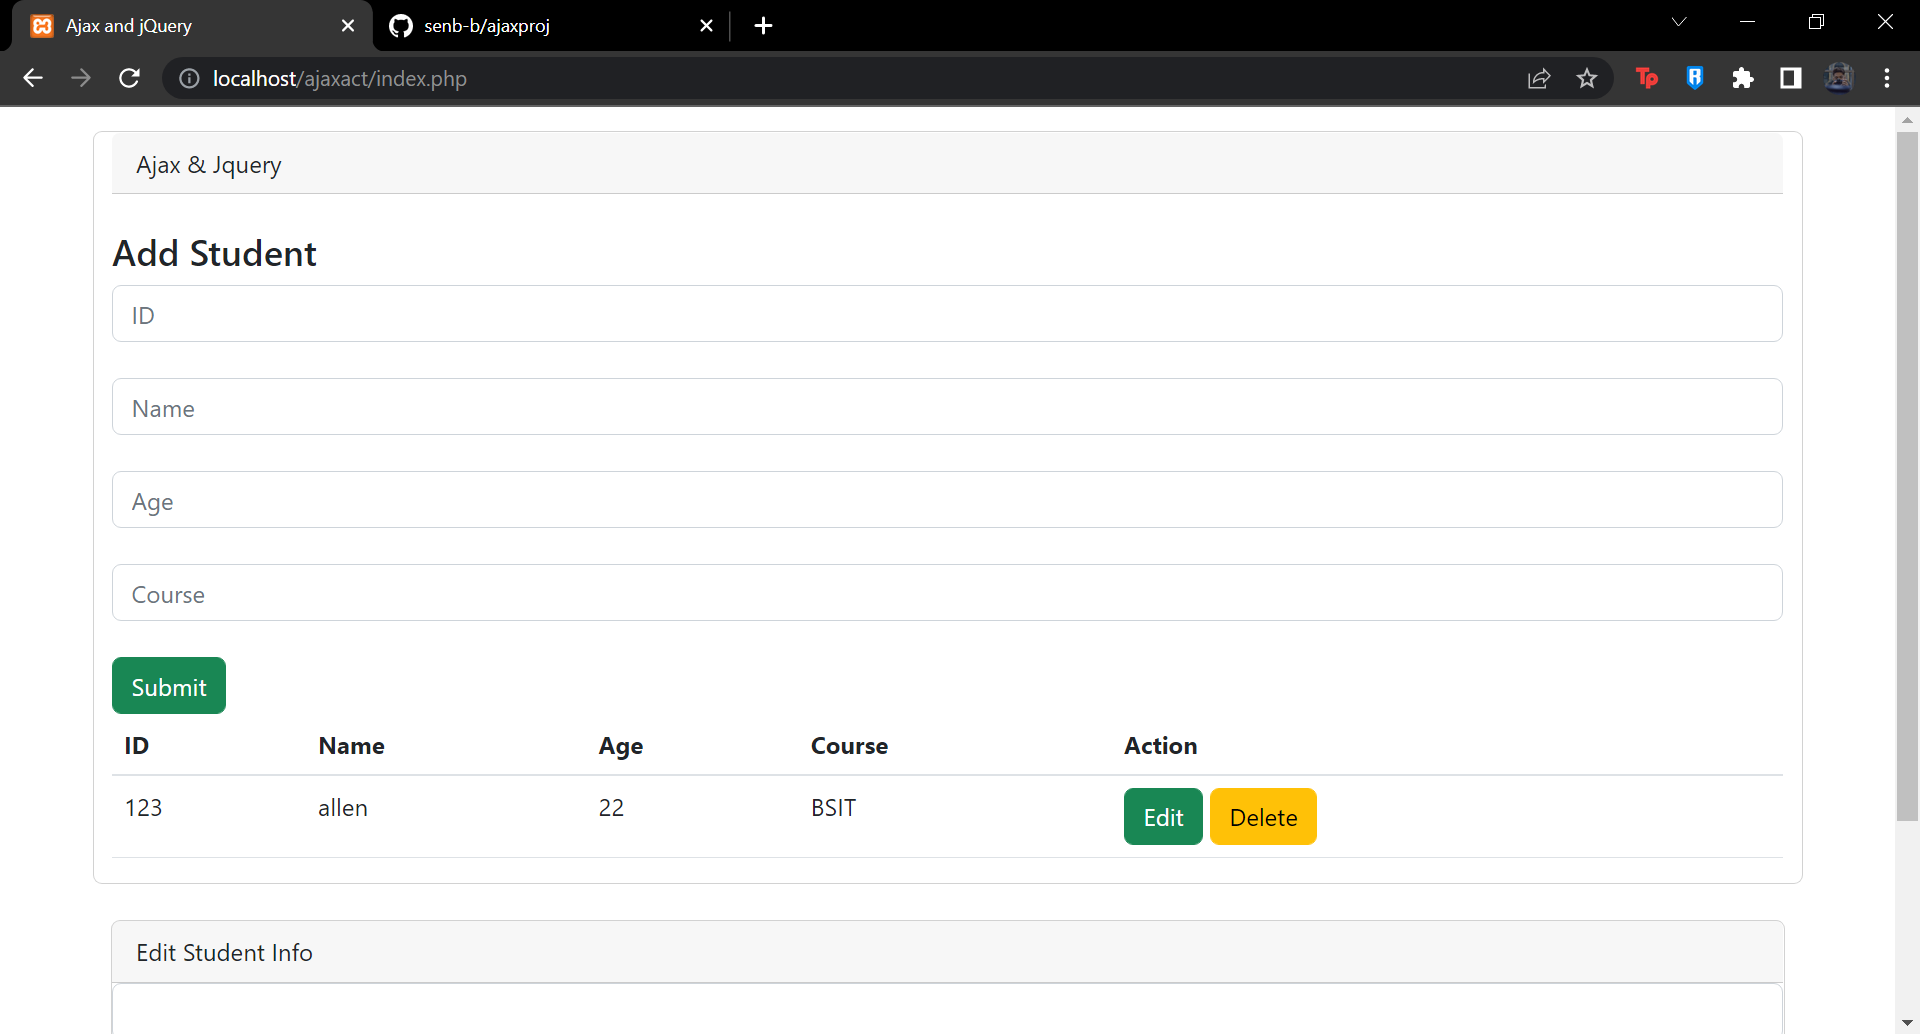 Ajax and jQuery
senb-b/ajaxproj
localhost/ajaxact/index.php
Ajax & Jquery
Add Student
ID
Name
Age
Course
Submit
ID Name Age Course Action
123 allen 22 BSIT Edit Delete
Edit Student Info